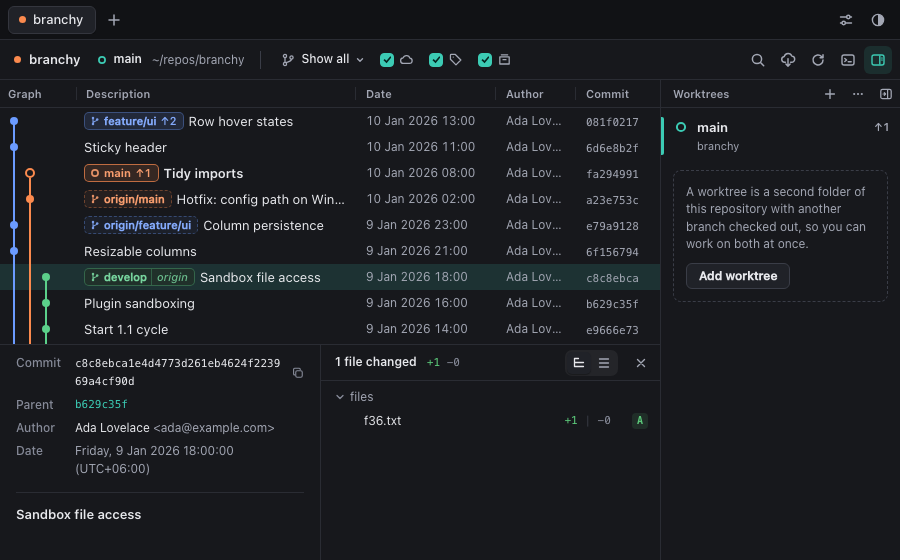 branchy
branchy main ~/repos/branchy Show all
Graph Description Date Author Commit
feature/ui ↑2 Row hover states 10 Jan 2026 13:00 Ada Lov... 081f0217
Sticky header 10 Jan 2026 11:00 Ada Lov... 6d6e8b2f
main ↑1 Tidy imports 10 Jan 2026 08:00 Ada Lov... fa294991
origin/main Hotfix: config path on Win... 10 Jan 2026 02:00 Ada Lov... a23e753c
origin/feature/ui Column persistence 9 Jan 2026 23:00 Ada Lov... e79a9128
Resizable columns 9 Jan 2026 21:00 Ada Lov... 6f156794
develop origin Sandbox file access 9 Jan 2026 18:00 Ada Lov... c8c8ebca
Plugin sandboxing 9 Jan 2026 16:00 Ada Lov... b629c35f
Start 1.1 cycle 9 Jan 2026 14:00 Ada Lov... e9666e73
Worktrees
main ↑1
branchy
A worktree is a second folder of
this repository with another
branch checked out, so you can
work on both at once.
Add worktree
Commit c8c8ebca1e4d4773d261eb4624f2239
69a4cf90d
Parent b629c35f
Author Ada Lovelace <ada@example.com>
Date Friday, 9 Jan 2026 18:00:00
(UTC+06:00)
Sandbox file access
1 file changed +1 −0
files
f36.txt +1 −0 A